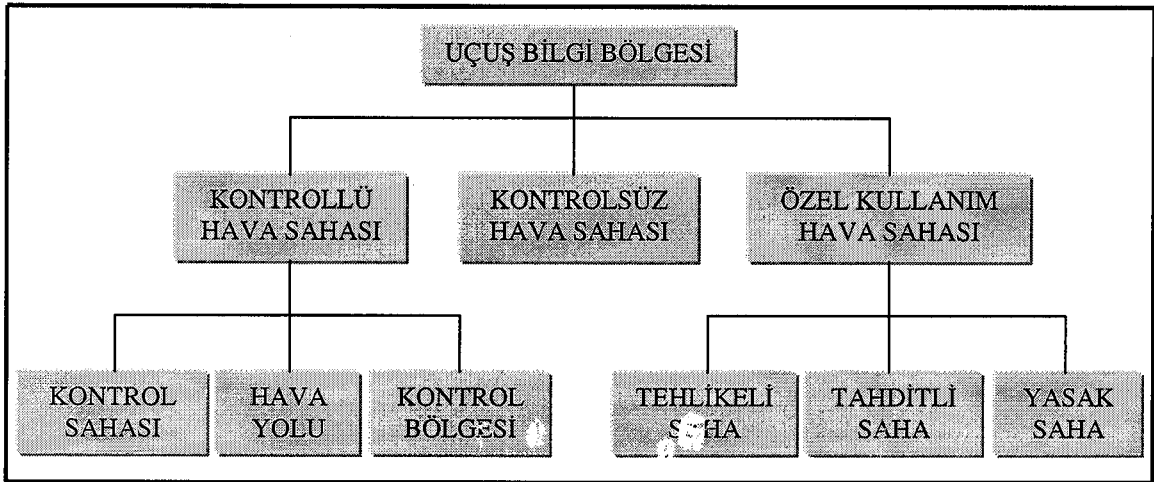 UÇUŞ BİLGİ BÖLGESİ
KONTROLLÜ
HAVA SAHASI
KONTROLSÜZ
HAVA SAHASI
ÖZEL KULLANIM
HAVA SAHASI
KONTROL
SAHASI
HAVA
YOLU
KONTROL
BÖLGESİ
TEHLİKELİ
SAHA
TAHDİTLİ
SAHA
YASAK
SAHA